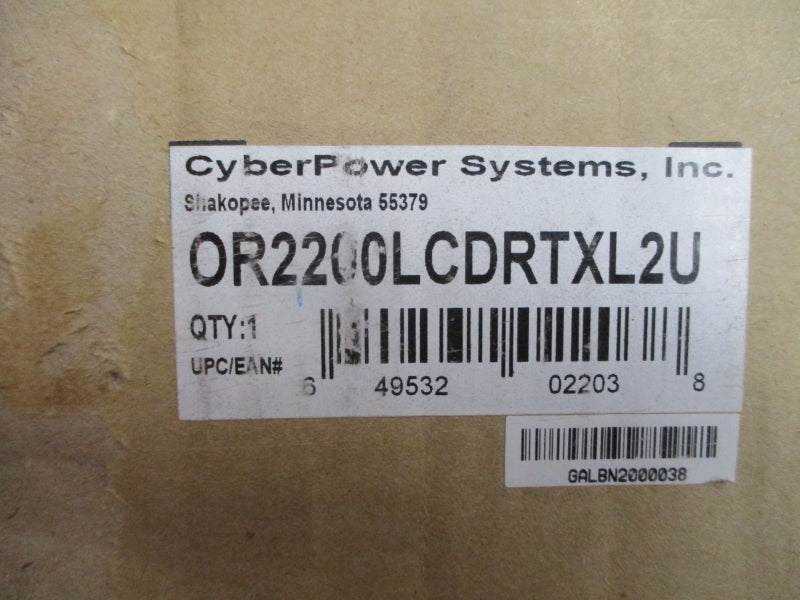 CyberPower Systems, Inc.
Shakopee, Minnesota 55379
OR2200LCDRTXL2U
QTY:1
UPC/EAN#
6 49532 02203 8
GALBN2000038